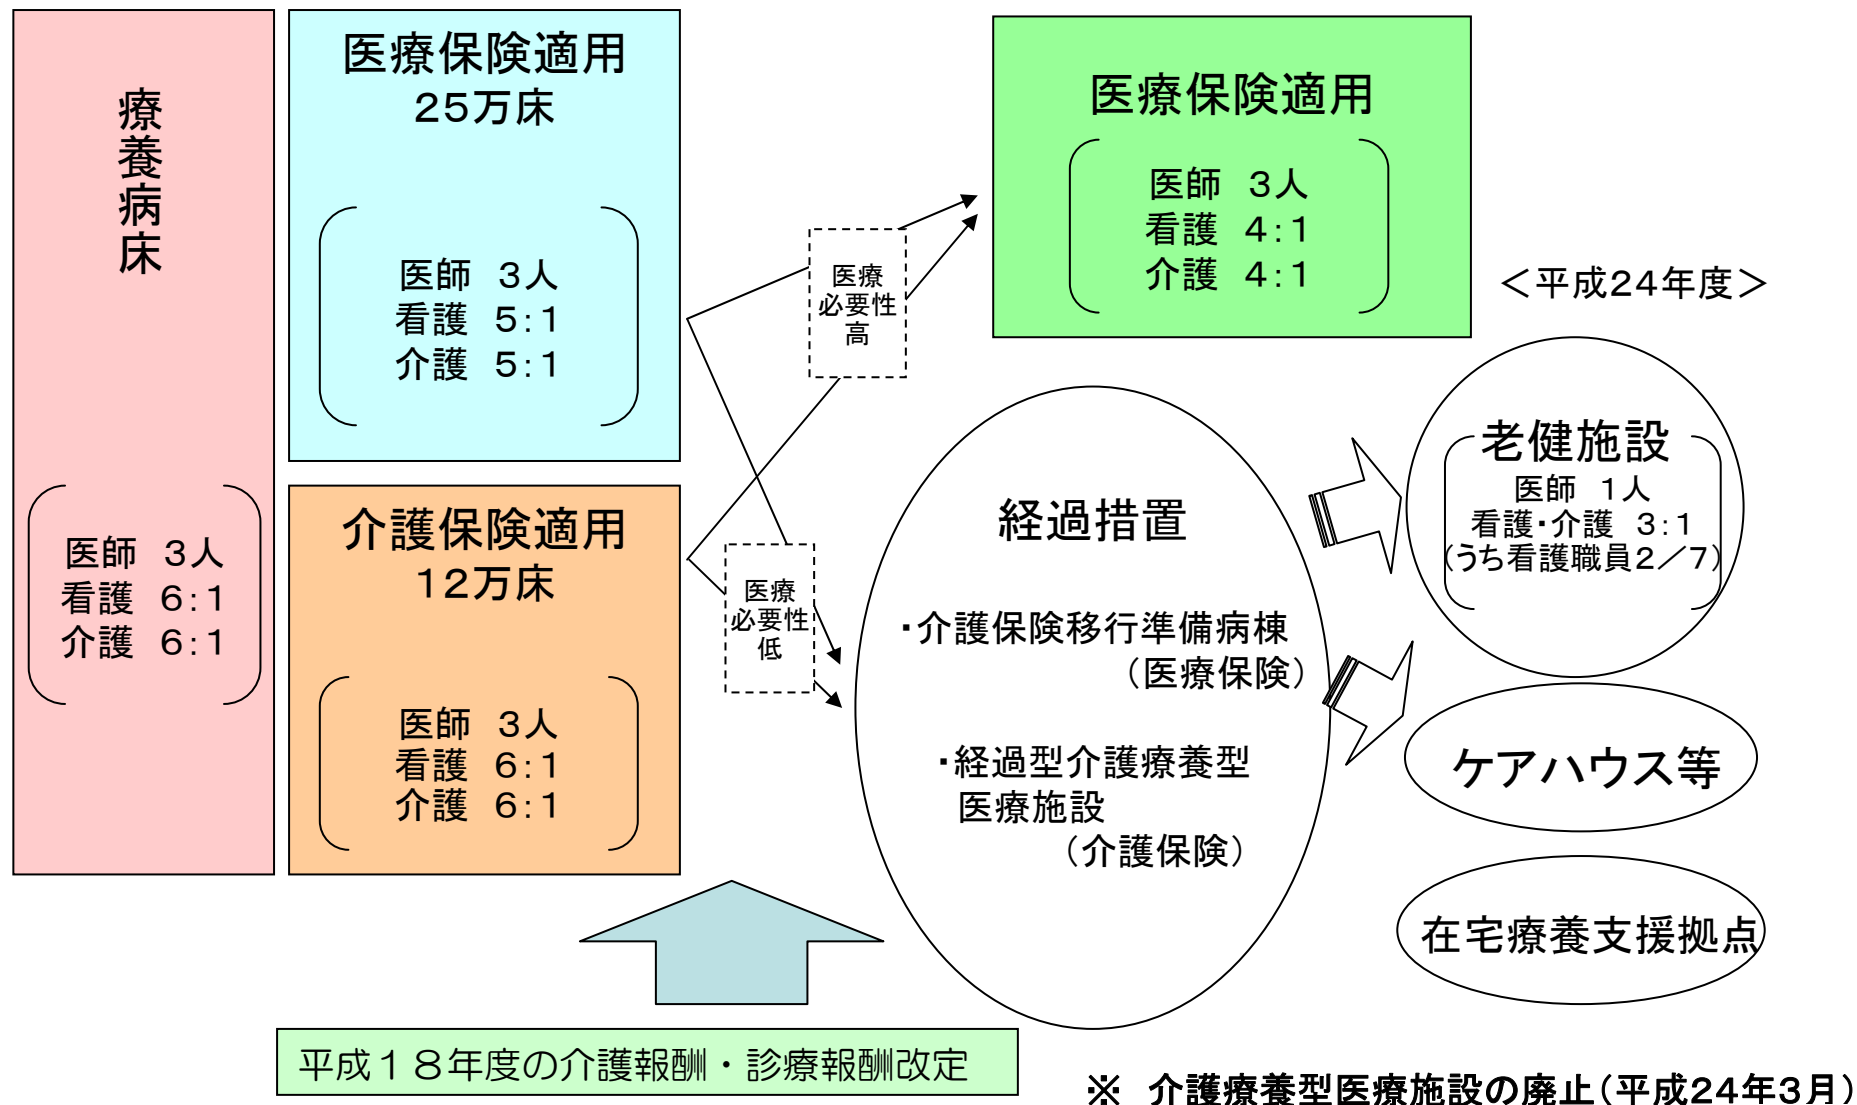 療養病床
医師 3人
看護 6:1
介護 6:1
医療保険適用
25万床
医師 3人
看護 5:1
介護 5:1
介護保険適用
12万床
医師 3人
看護 6:1
介護 6:1
医療
必要性
高
医療
必要性
低
医療保険適用
医師 3人
看護 4:1
介護 4:1
<平成24年度>
経過措置
・介護保険移行準備病棟
(医療保険)
・経過型介護療養型
医療施設
(介護保険)
老健施設
医師 1人
看護・介護 3:1
(うち看護職員2/7)
ケアハウス等
在宅療養支援拠点
平成18年度の介護報酬・診療報酬改定
※ 介護療養型医療施設の廃止(平成24年3月)